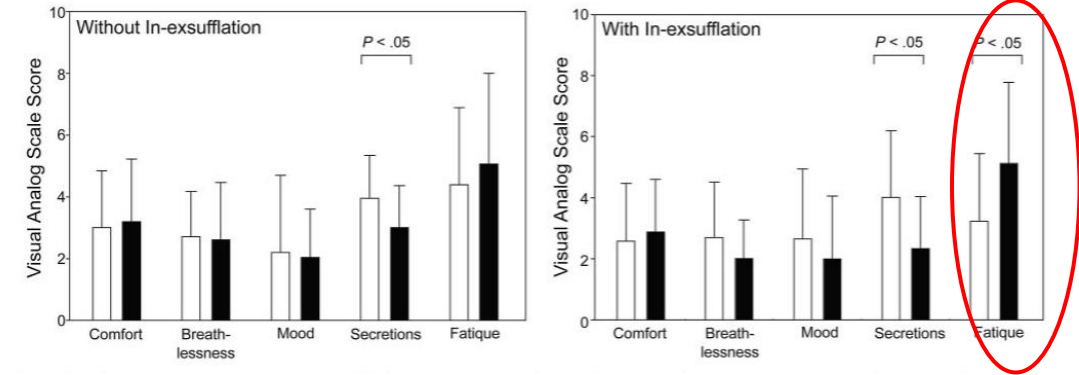 Without In-exsufflation
P < .05
Visual Analog Scale Score
10
8
6
4
2
0
Comfort
Breath-
lessness
Mood
Secretions
Fatique
With In-exsufflation
P < .05
P < .05
Visual Analog Scale Score
10
8
6
4
2
0
Comfort
Breath-
lessness
Mood
Secretions
Fatique